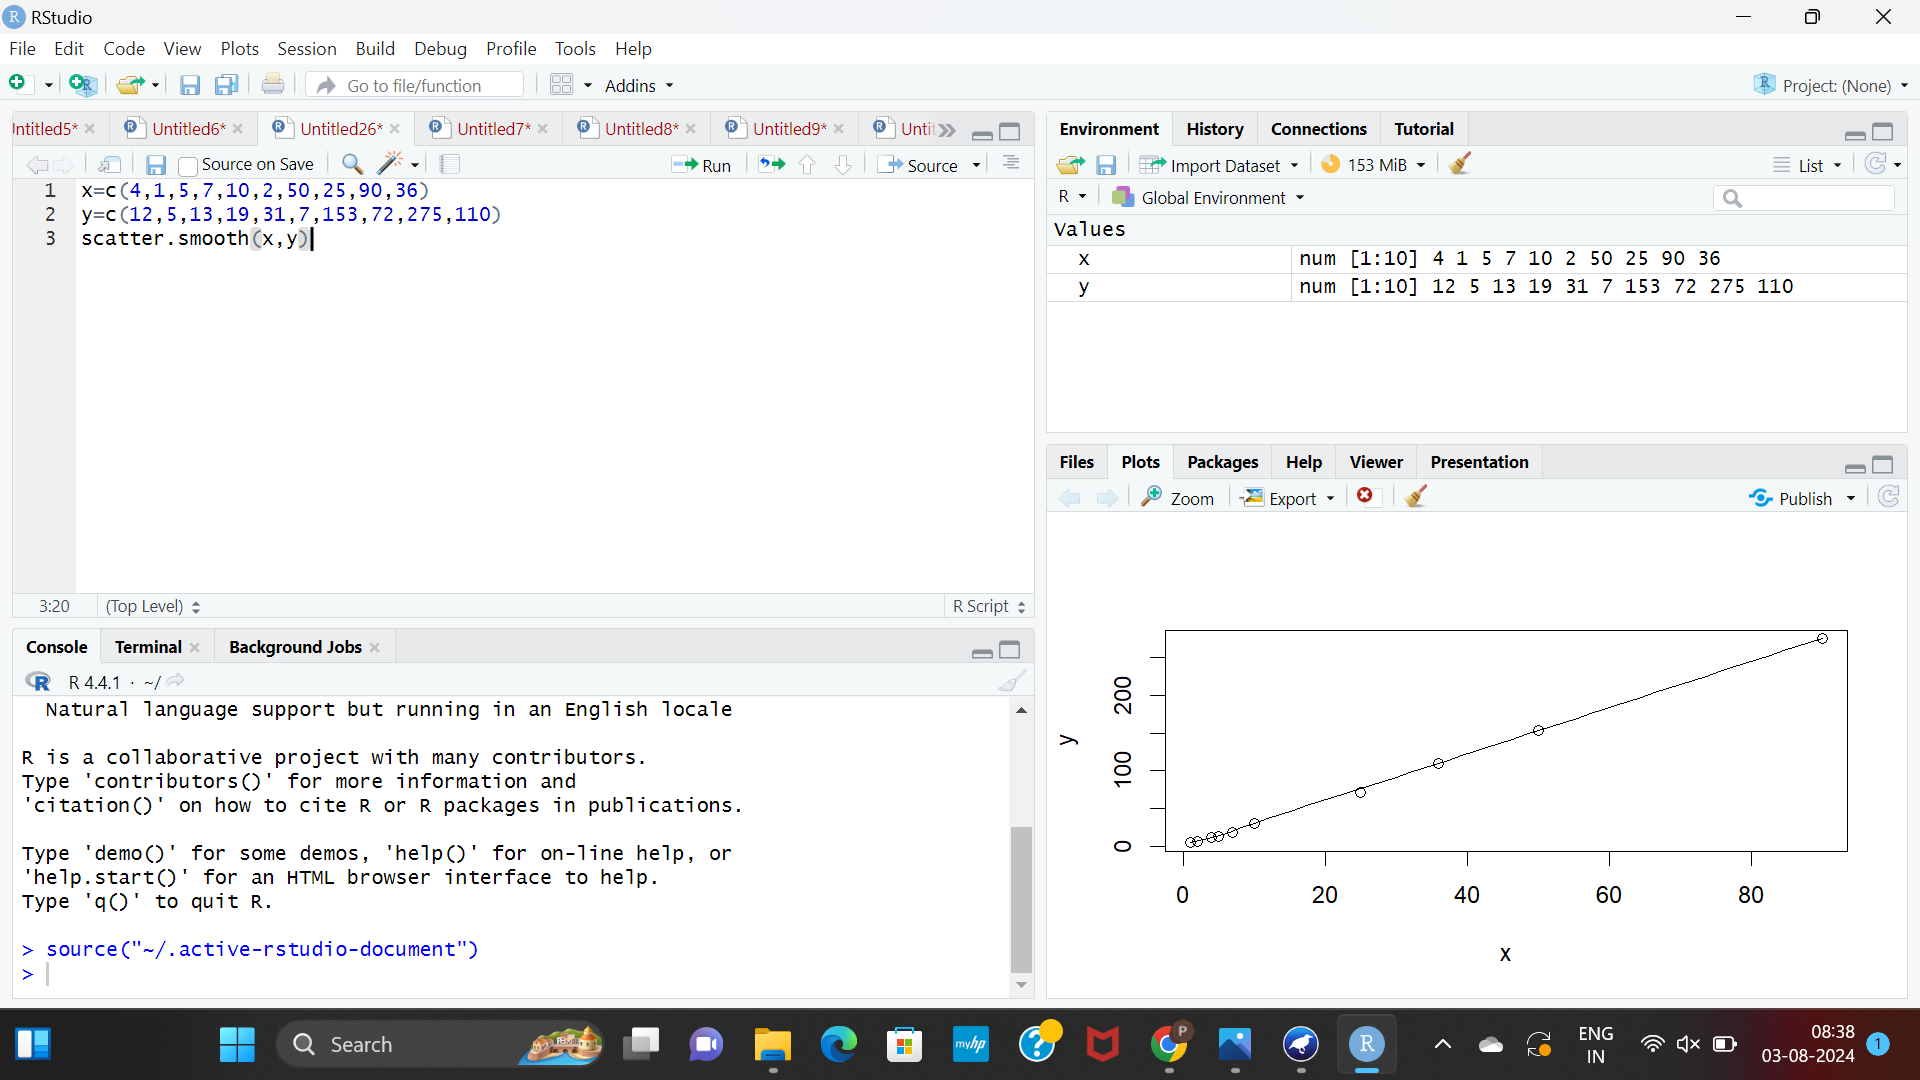 RStudio
File Edit Code View Plots Session Build Debug Profile Tools Help
Go to file/function Addins Project: (None)
ntitled5* Untitled6* Untitled26* Untitled7* Untitled8* Untitled9* Unti
Source on Save Run Source
1 x=c(4,1,5,7,10,2,50,25,90,36)
2 y=c(12,5,13,19,31,7,153,72,275,110)
3 scatter.smooth(x,y)
3:20 (Top Level) R Script
Console Terminal Background Jobs
R 4.4.1 · ~/
Natural language support but running in an English locale
R is a collaborative project with many contributors.
Type 'contributors()' for more information and
'citation()' on how to cite R or R packages in publications.
Type 'demo()' for some demos, 'help()' for on-line help, or
'help.start()' for an HTML browser interface to help.
Type 'q()' to quit R.
> source("~/.active-rstudio-document")
>
Environment History Connections Tutorial
Import Dataset 153 MiB List
R Global Environment
Values
x num [1:10] 4 1 5 7 10 2 50 25 90 36
y num [1:10] 12 5 13 19 31 7 153 72 275 110
Files Plots Packages Help Viewer Presentation
Zoom Export Publish
y
200
100
0
0 20 40 60 80
x
Search myhp P R ENG IN 08:38 03-08-2024 1